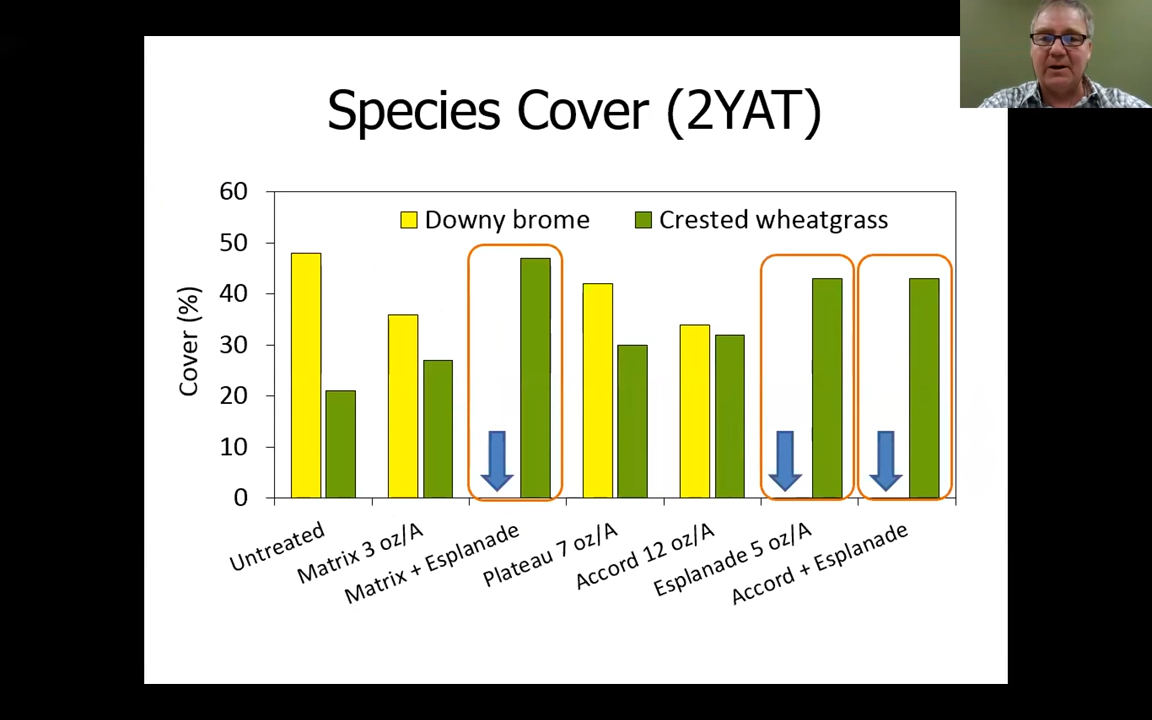 Species Cover (2YAT)
60
50
40
30
20
10
0
Cover (%)
Downy brome
Crested wheatgrass
Untreated
Matrix 3 oz/A
Matrix + Esplanade
Plateau 7 oz/A
Accord 12 oz/A
Esplanade 5 oz/A
Accord + Esplanade